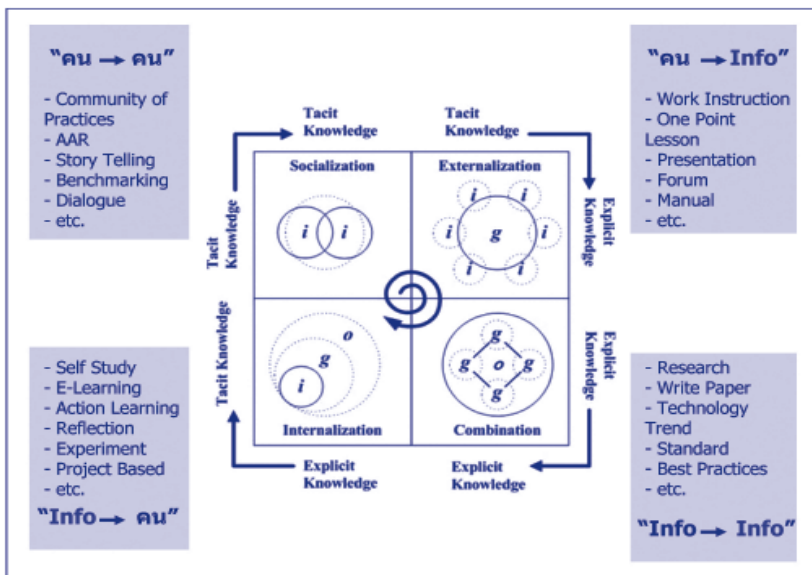 “คน → คน”
- Community of
Practices
- AAR
- Story Telling
- Benchmarking
- Dialogue
- etc.
“คน → Info”
- Work Instruction
- One Point
Lesson
- Presentation
- Forum
- Manual
- etc.
Tacit
Knowledge
Tacit
Knowledge
Tacit
Knowledge
Socialization
i i
Externalization
i i
i g i
i i
Explicit
Knowledge
Tacit Knowledge
o
g
i
Internalization
g
g o g
g
Combination
Explicit
Knowledge
Explicit
Knowledge
Explicit
Knowledge
- Self Study
- E-Learning
- Action Learning
- Reflection
- Experiment
- Project Based
- etc.
“Info → คน”
- Research
- Write Paper
- Technology
Trend
- Standard
- Best Practices
- etc.
“Info → Info”